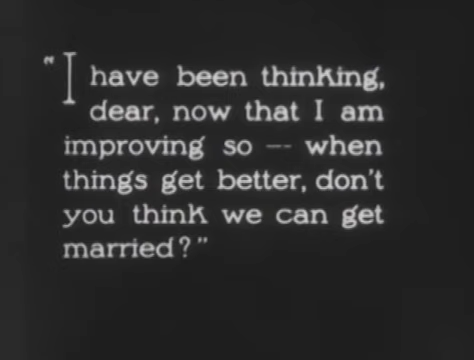 "I have been thinking,
dear, now that I am
improving so -- when
things get better, don't
you think we can get
married?"